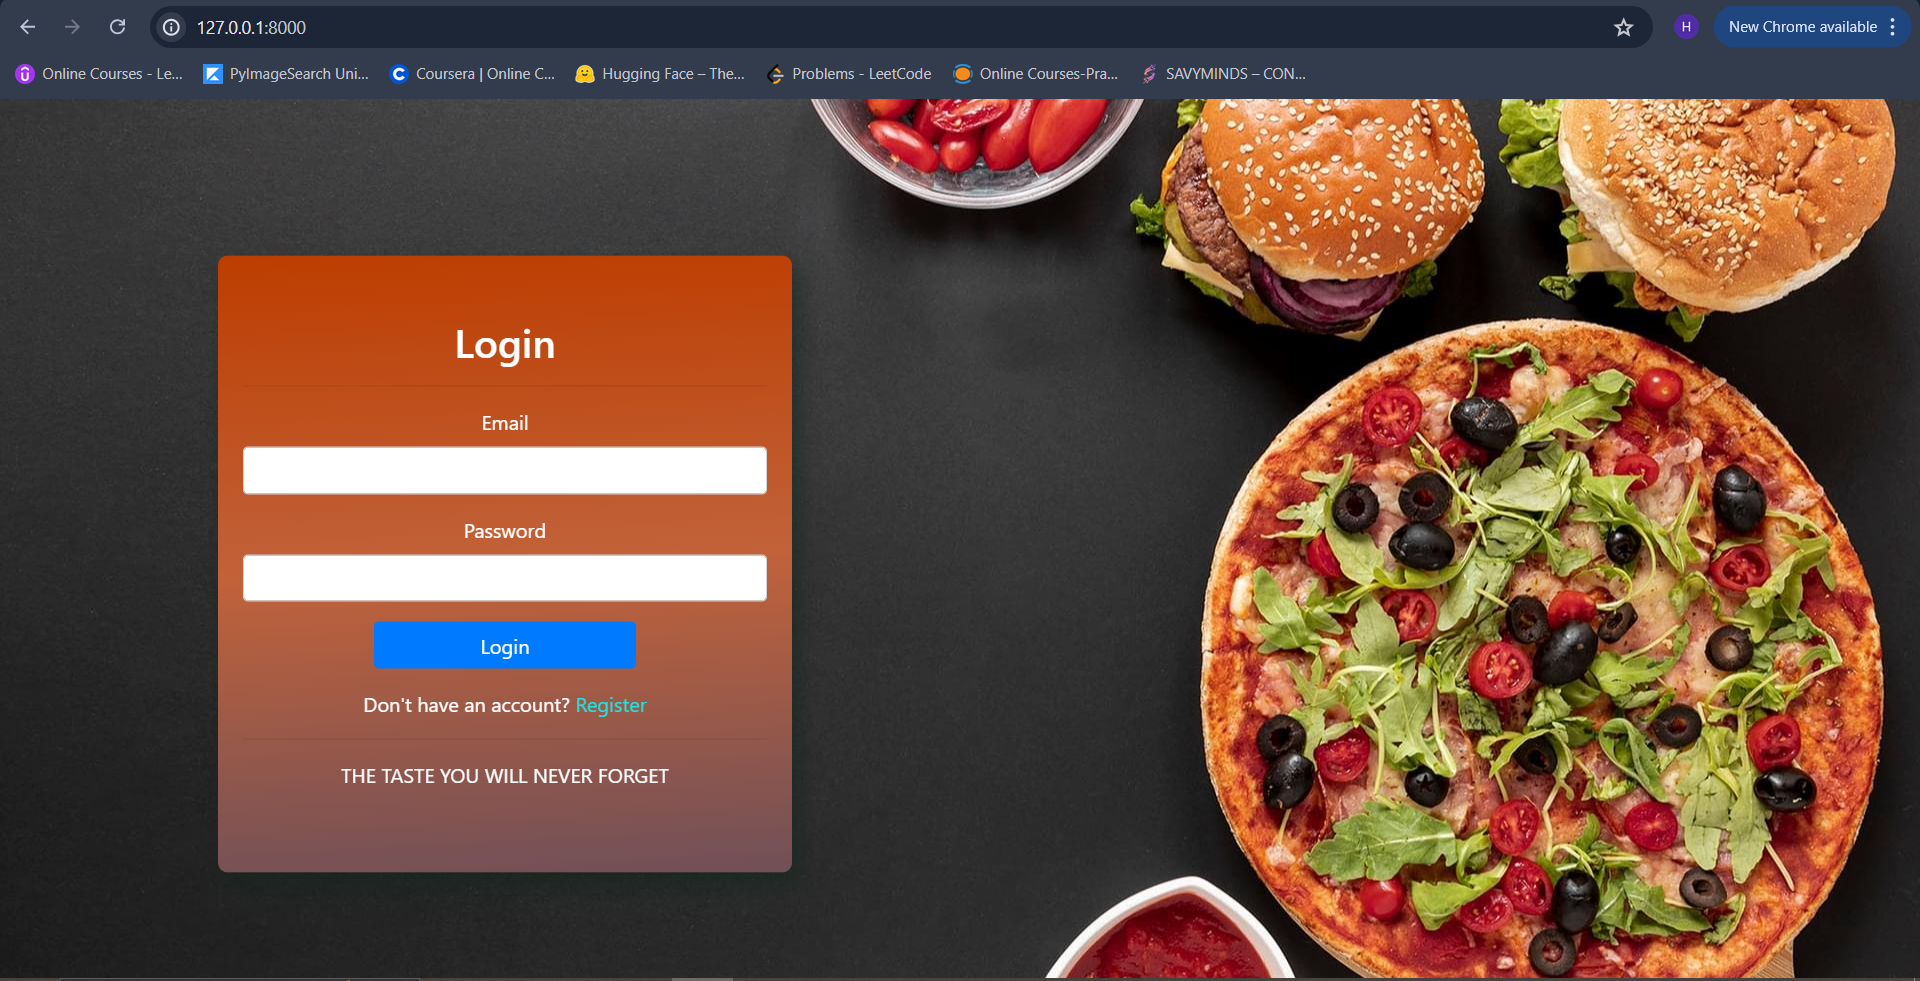 127.0.0.1:8000
H
New Chrome available
Online Courses - Le...
PyImageSearch Uni...
Coursera | Online C...
Hugging Face – The...
Problems - LeetCode
Online Courses-Pra...
SAVYMINDS – CON...
Login
Email
Password
Login
Don't have an account? Register
THE TASTE YOU WILL NEVER FORGET